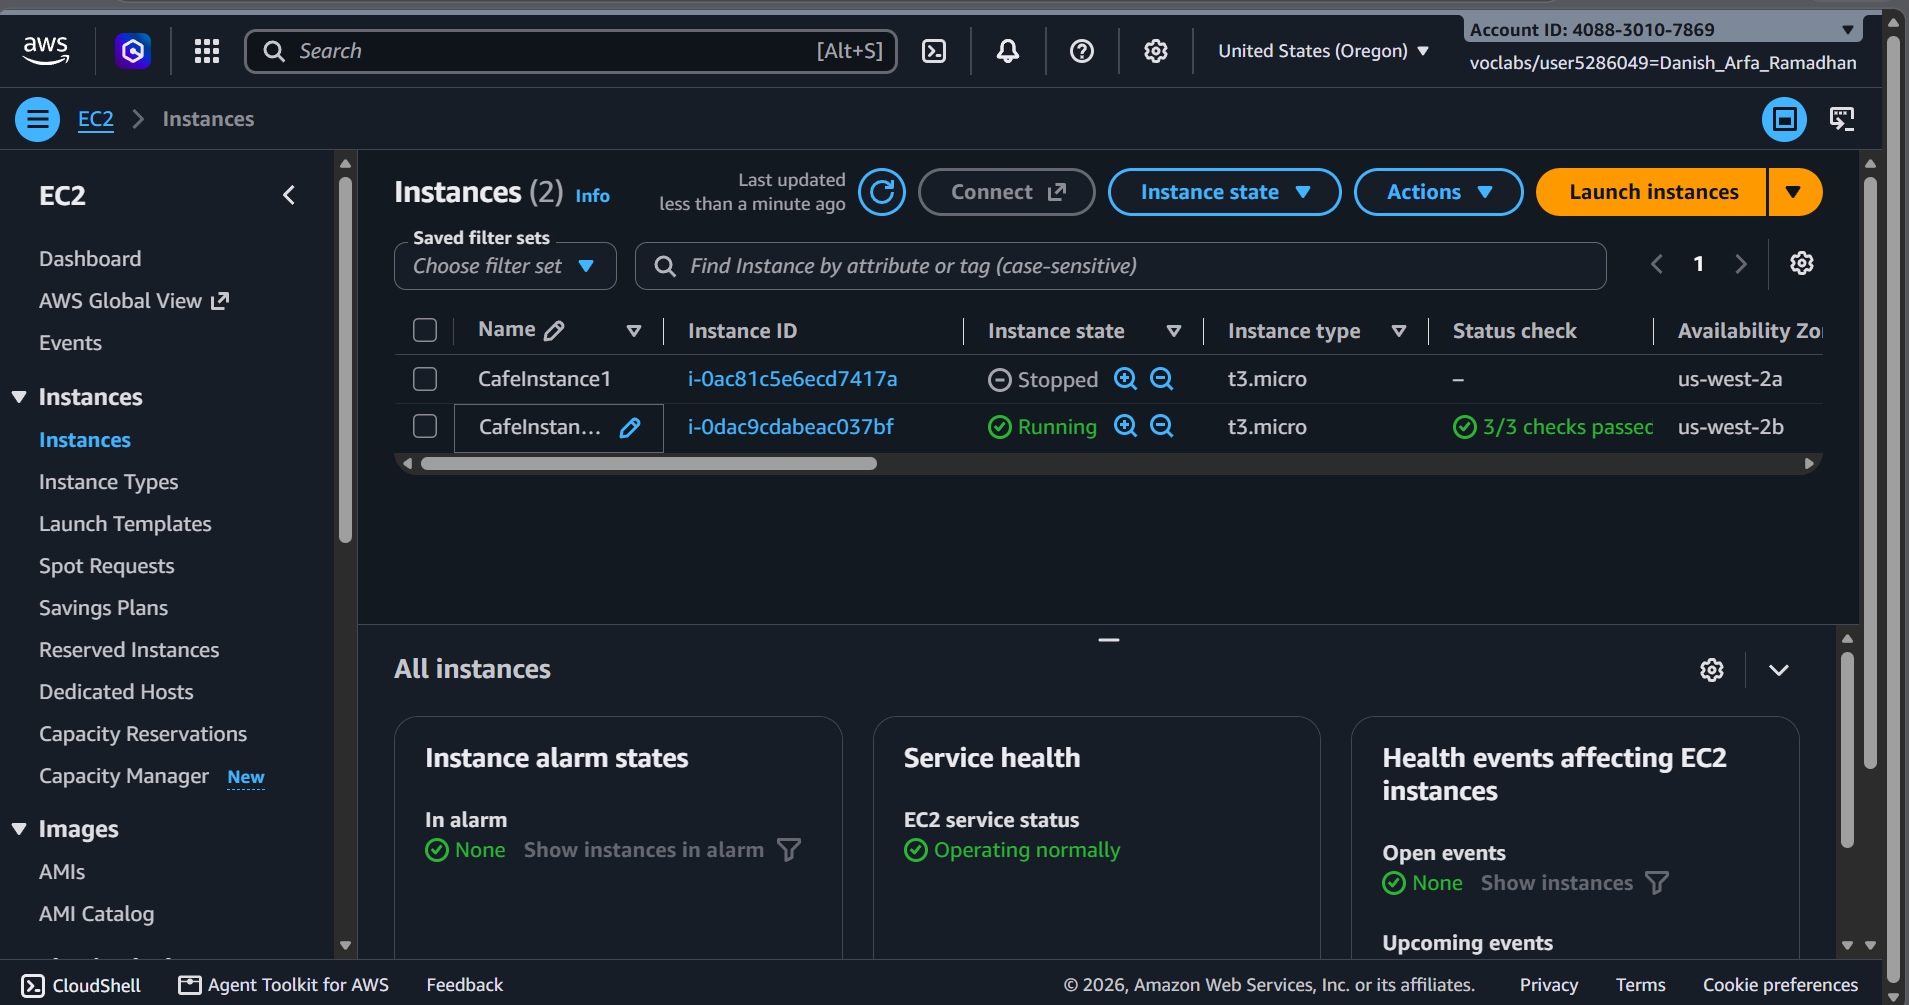 aws
Search [Alt+S]
United States (Oregon)
Account ID: 4088-3010-7869
voclabs/user5286049=Danish_Arfa_Ramadhan
EC2 Instances
EC2
Dashboard
AWS Global View
Events
Instances
Instances
Instance Types
Launch Templates
Spot Requests
Savings Plans
Reserved Instances
Dedicated Hosts
Capacity Reservations
Capacity Manager New
Images
AMIs
AMI Catalog
Instances (2) Info
Last updated
less than a minute ago
Connect
Instance state
Actions
Launch instances
Saved filter sets
Choose filter set
Find Instance by attribute or tag (case-sensitive)
1
Name Instance ID Instance state Instance type Status check Availability Zo
CafeInstance1 i-0ac81c5e6ecd7417a Stopped t3.micro – us-west-2a
CafeInstan... i-0dac9cdabeac037bf Running t3.micro 3/3 checks passec us-west-2b
All instances
Instance alarm states
In alarm
None Show instances in alarm
Service health
EC2 service status
Operating normally
Health events affecting EC2
instances
Open events
None Show instances
Upcoming events
CloudShell Agent Toolkit for AWS Feedback © 2026, Amazon Web Services, Inc. or its affiliates. Privacy Terms Cookie preferences